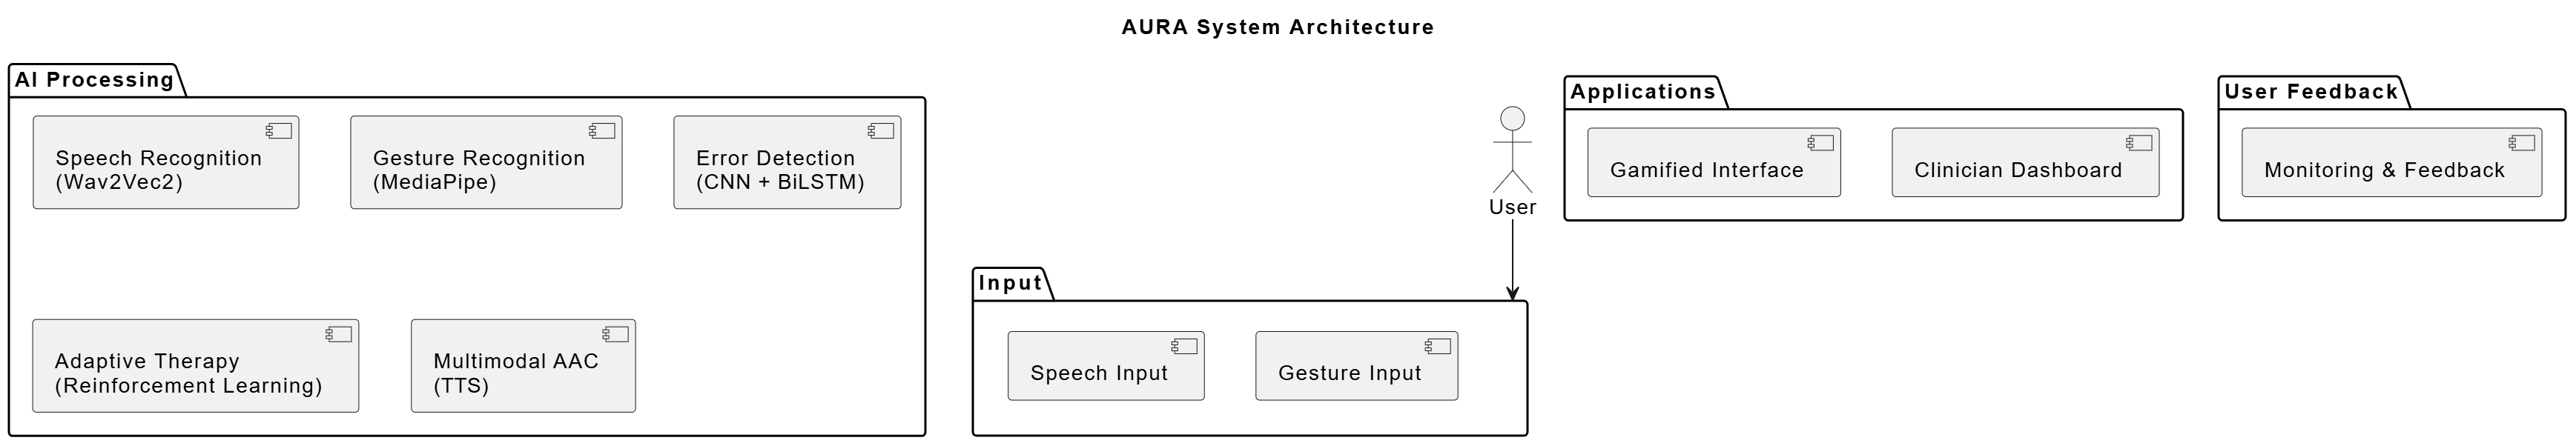 AURA System Architecture
AI Processing
Speech Recognition
(Wav2Vec2)
Gesture Recognition
(MediaPipe)
Error Detection
(CNN + BiLSTM)
Adaptive Therapy
(Reinforcement Learning)
Multimodal AAC
(TTS)
Input
Speech Input
Gesture Input
User
Applications
Gamified Interface
Clinician Dashboard
User Feedback
Monitoring & Feedback